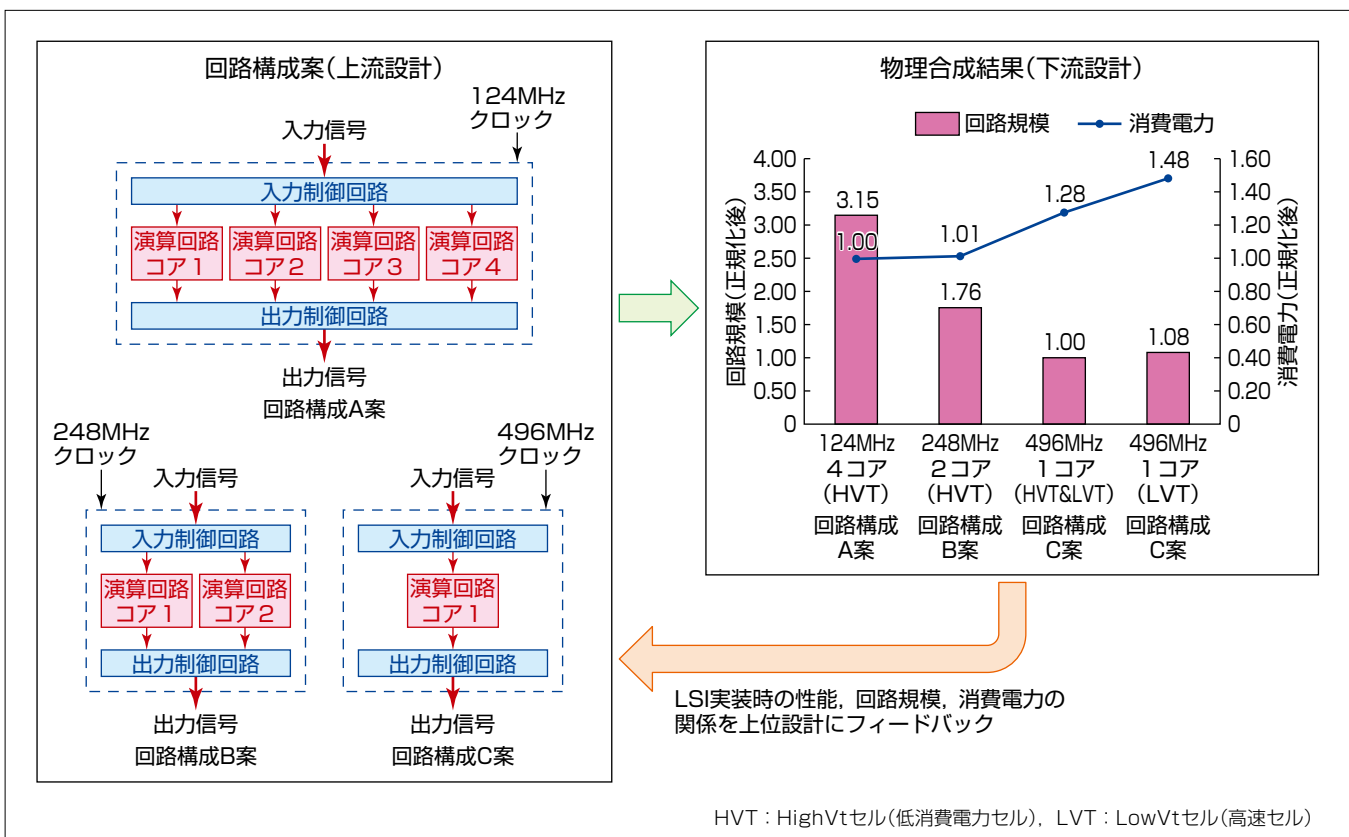 回路構成案(上流設計)
124MHz
クロック
入力信号
入力制御回路
演算回路
コア1
演算回路
コア2
演算回路
コア3
演算回路
コア4
出力制御回路
出力信号
回路構成A案
248MHz
クロック
入力信号
入力制御回路
演算回路
コア1
演算回路
コア2
出力制御回路
出力信号
回路構成B案
496MHz
クロック
入力信号
入力制御回路
演算回路
コア1
出力制御回路
出力信号
回路構成C案
物理合成結果(下流設計)
回路規模 消費電力
回路規模(正規化後)
4.00
3.50
3.00
2.50
2.00
1.50
1.00
0.50
0
3.15
1.00
1.76
1.01
1.00
1.28
1.08
1.48
1.60
1.40
1.20
1.00
0.80
0.60
0.40
0.20
0
消費電力(正規化後)
124MHz
4コア
(HVT)
回路構成
A案
248MHz
2コア
(HVT)
回路構成
B案
496MHz
1コア
(HVT&LVT)
回路構成
C案
496MHz
1コア
(LVT)
回路構成
C案
LSI実装時の性能，回路規模，消費電力の
関係を上位設計にフィードバック
HVT：HighVtセル(低消費電力セル)，LVT：LowVtセル(高速セル)